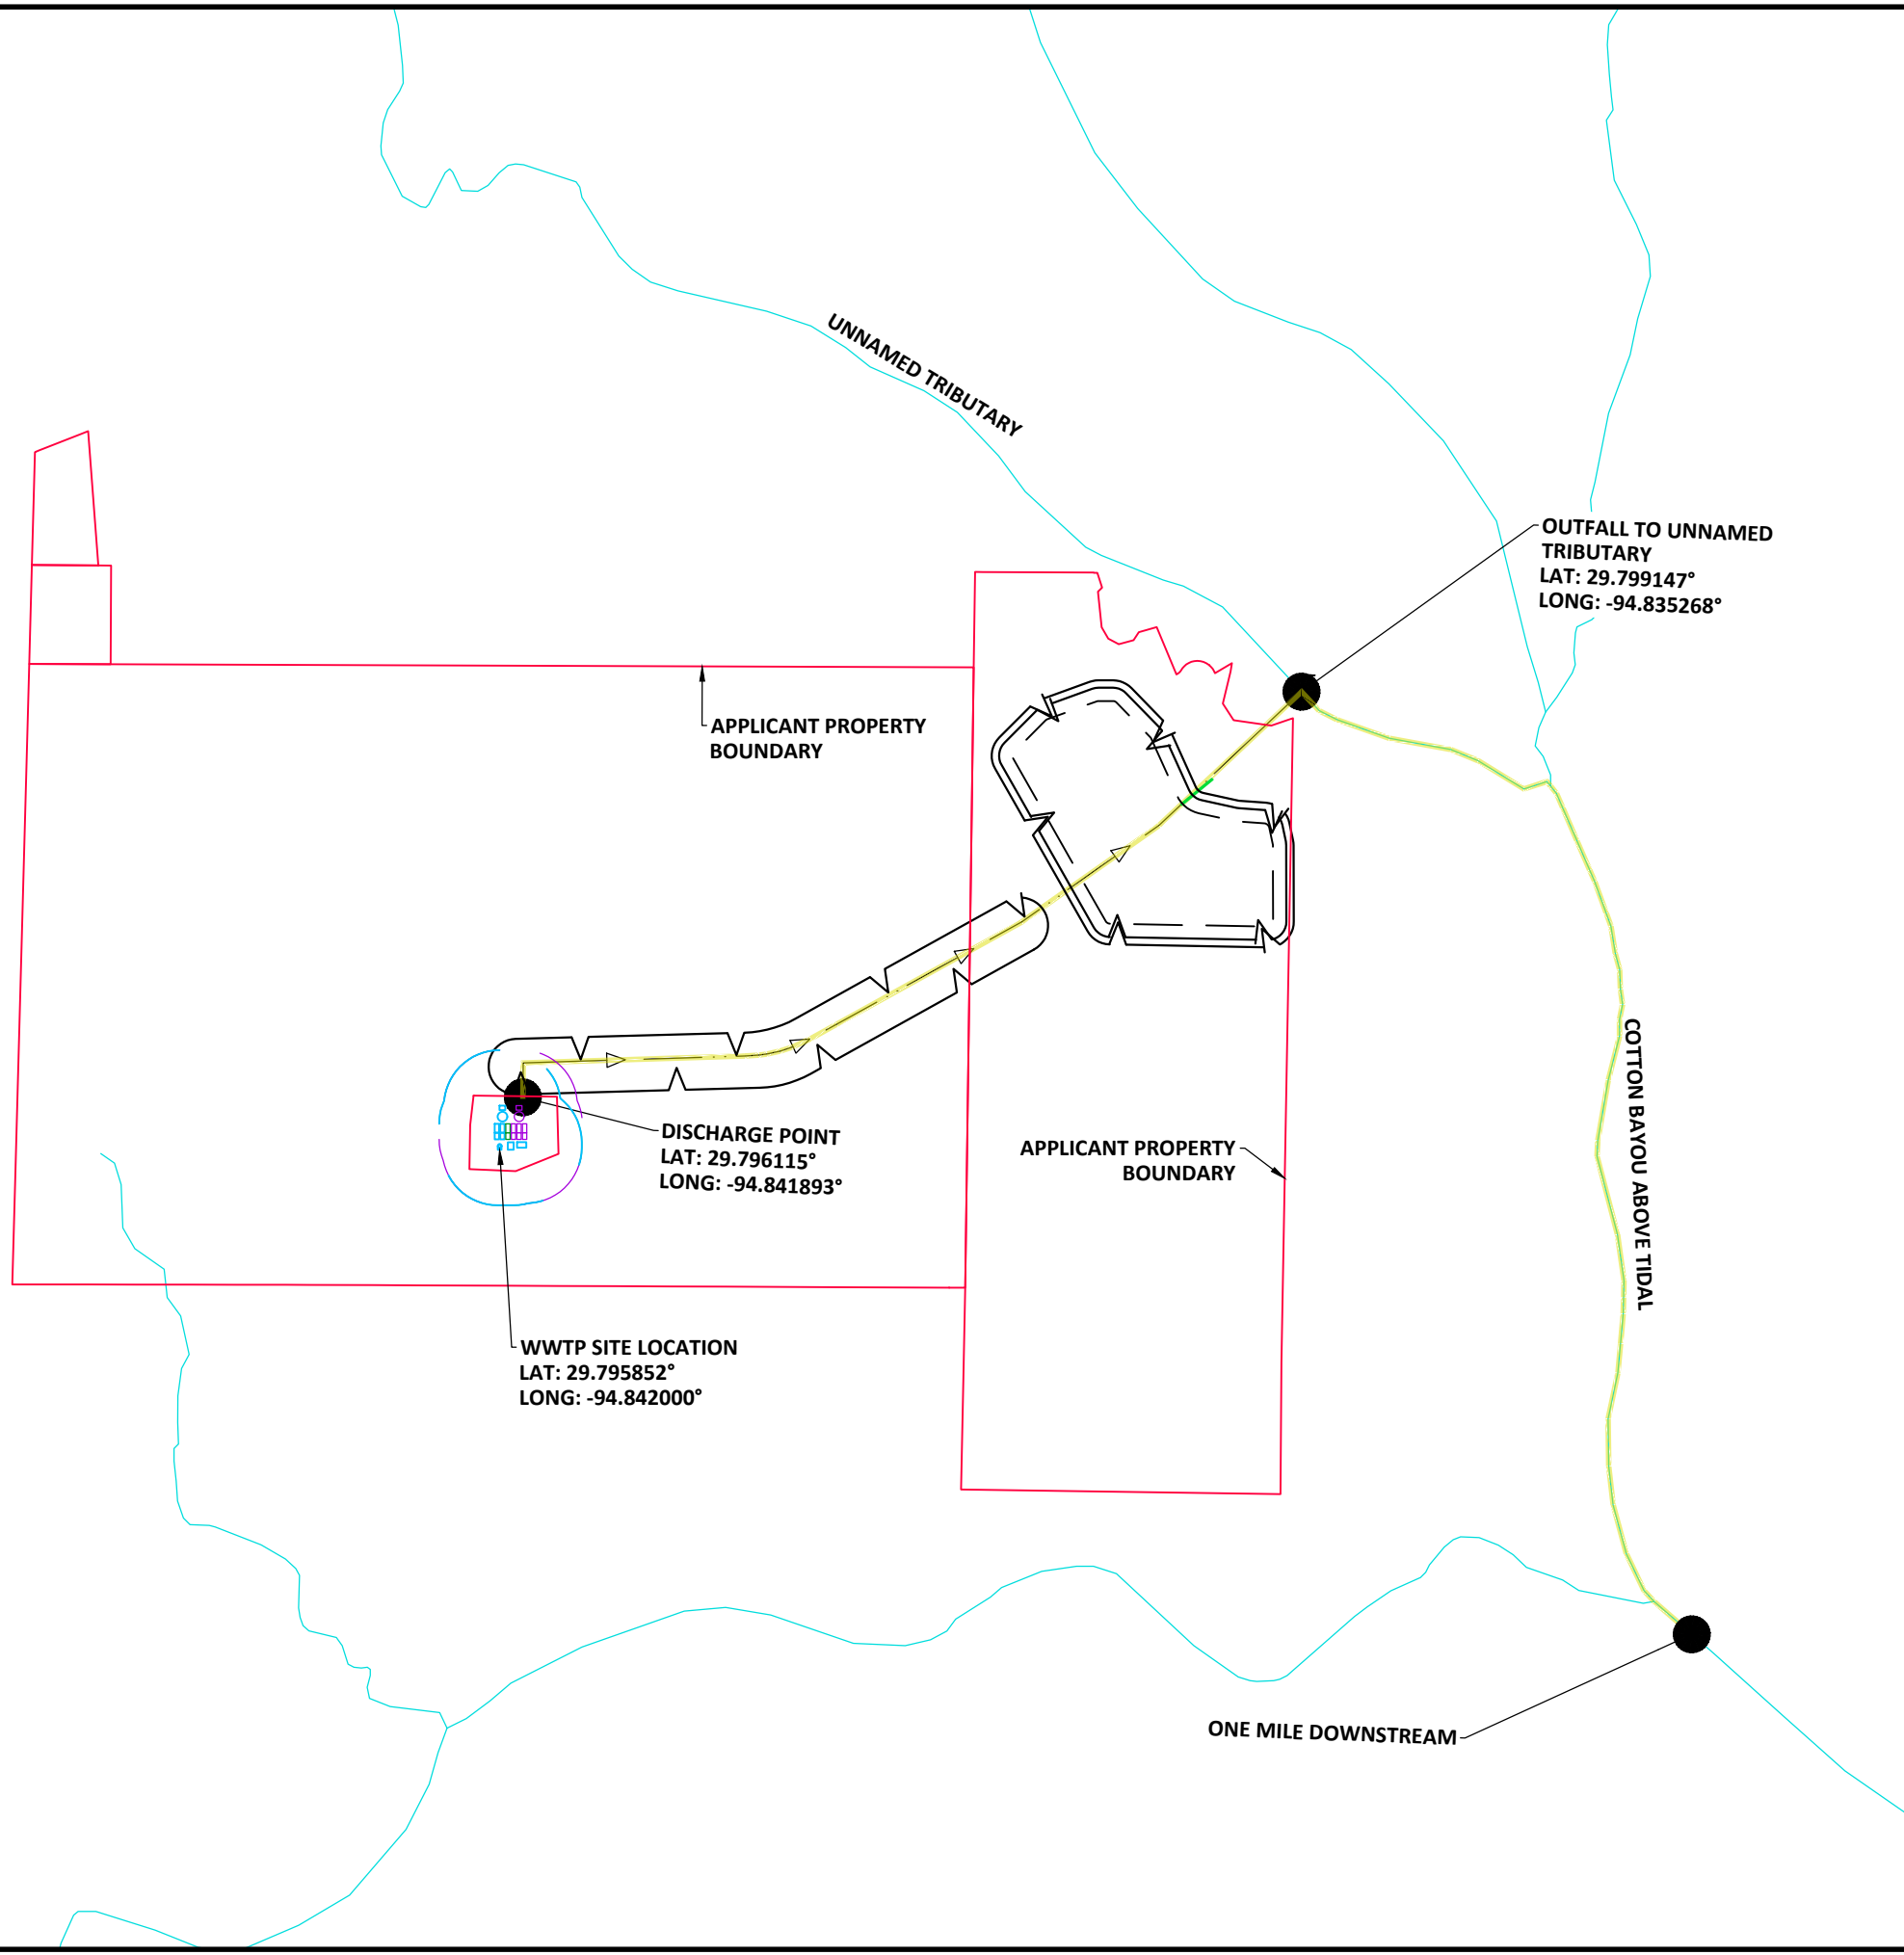 UNNAMED TRIBUTARY
OUTFALL TO UNNAMED
TRIBUTARY
LAT: 29.799147°
LONG: -94.835268°
APPLICANT PROPERTY
BOUNDARY
DISCHARGE POINT
LAT: 29.796115°
LONG: -94.841893°
APPLICANT PROPERTY
BOUNDARY
COTTON BAYOU ABOVE TIDAL
WWTP SITE LOCATION
LAT: 29.795852°
LONG: -94.842000°
ONE MILE DOWNSTREAM